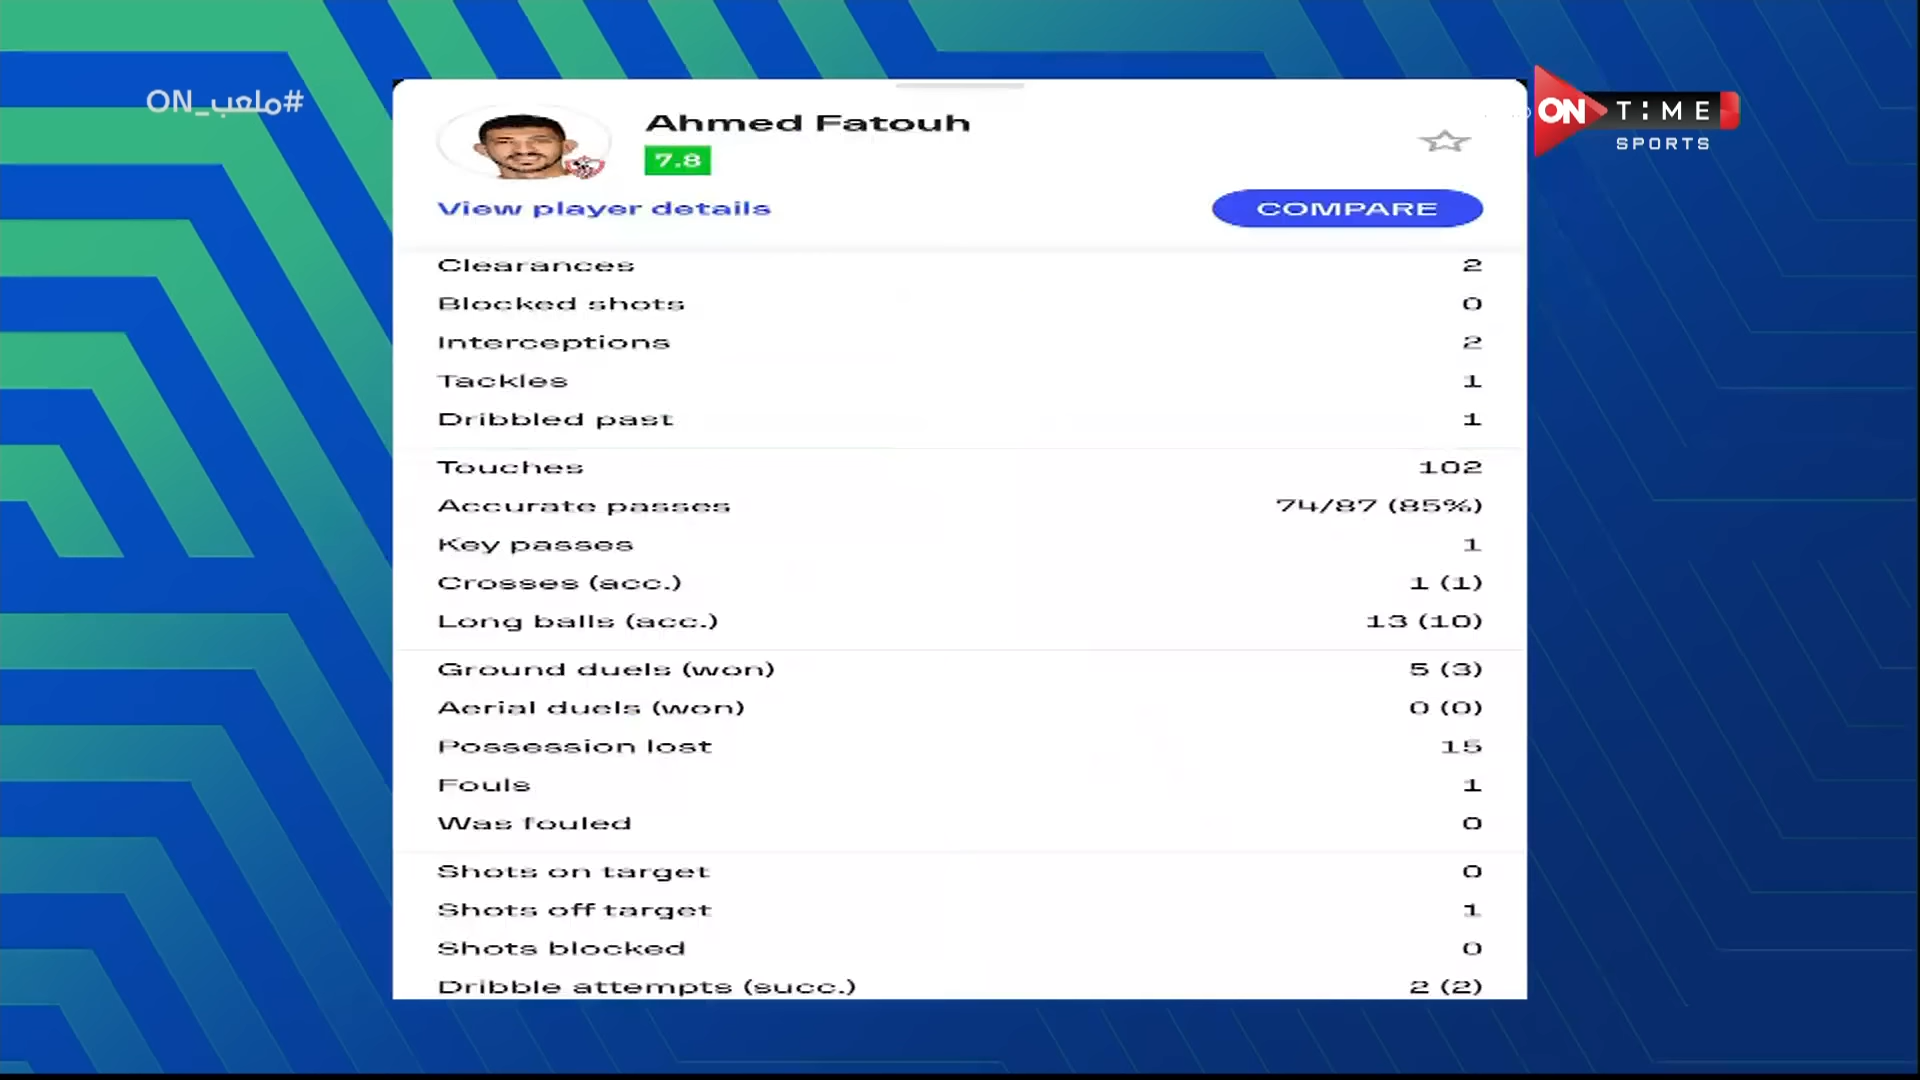 #ملعب_ON
ON TIME
SPORTS
Ahmed Fatouh
7.8
View player details
COMPARE
Clearances 2
Blocked shots 0
Interceptions 2
Tackles 1
Dribbled past 1
Touches 102
Accurate passes 74/87 (85%)
Key passes 1
Crosses (acc.) 1 (1)
Long balls (acc.) 13 (10)
Ground duels (won) 5 (3)
Aerial duels (won) 0 (0)
Possession lost 15
Fouls 1
Was fouled 0
Shots on target 0
Shots off target 1
Shots blocked 0
Dribble attempts (succ.) 2 (2)